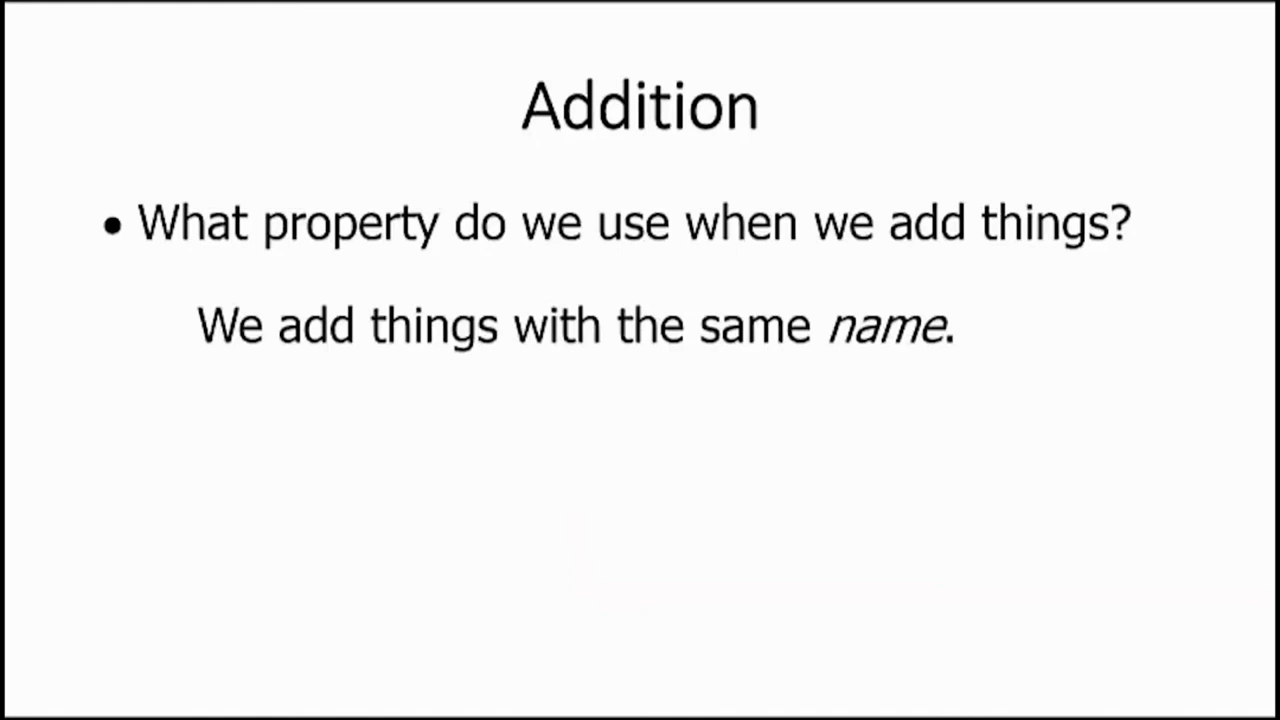 Addition
• What property do we use when we add things?
We add things with the same name.